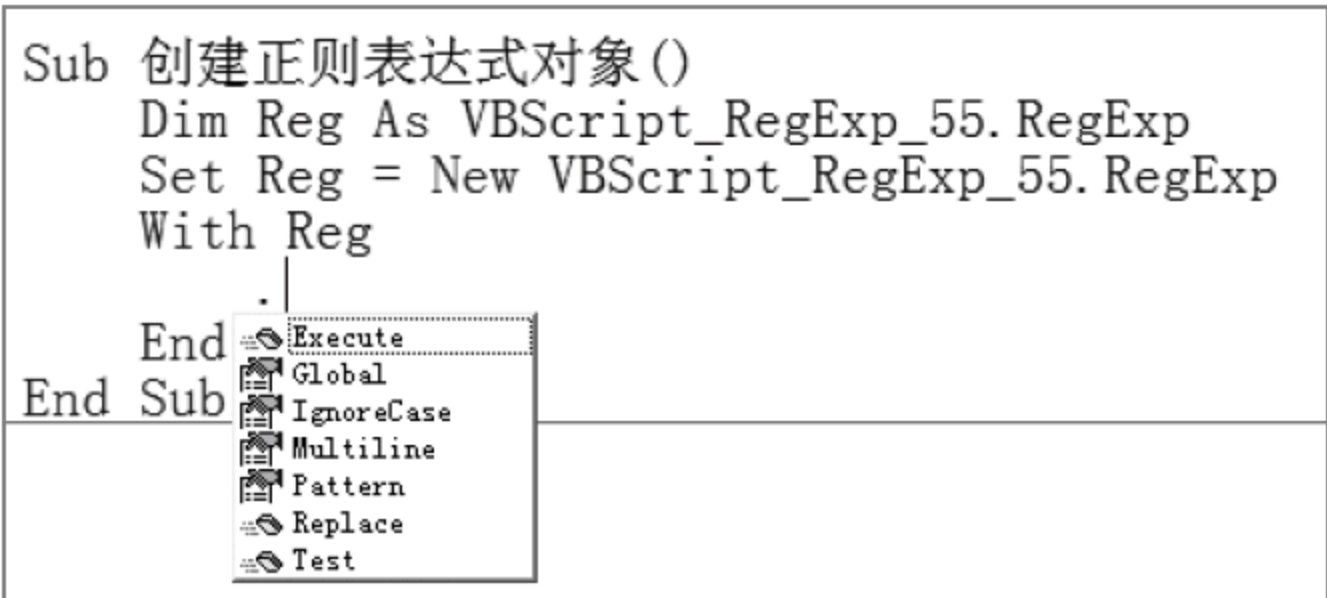 Sub 创建正则表达式对象()
Dim Reg As VBScript_RegExp_55.RegExp
Set Reg = New VBScript_RegExp_55.RegExp
With Reg
.
End
End Sub
Execute
Global
IgnoreCase
Multiline
Pattern
Replace
Test